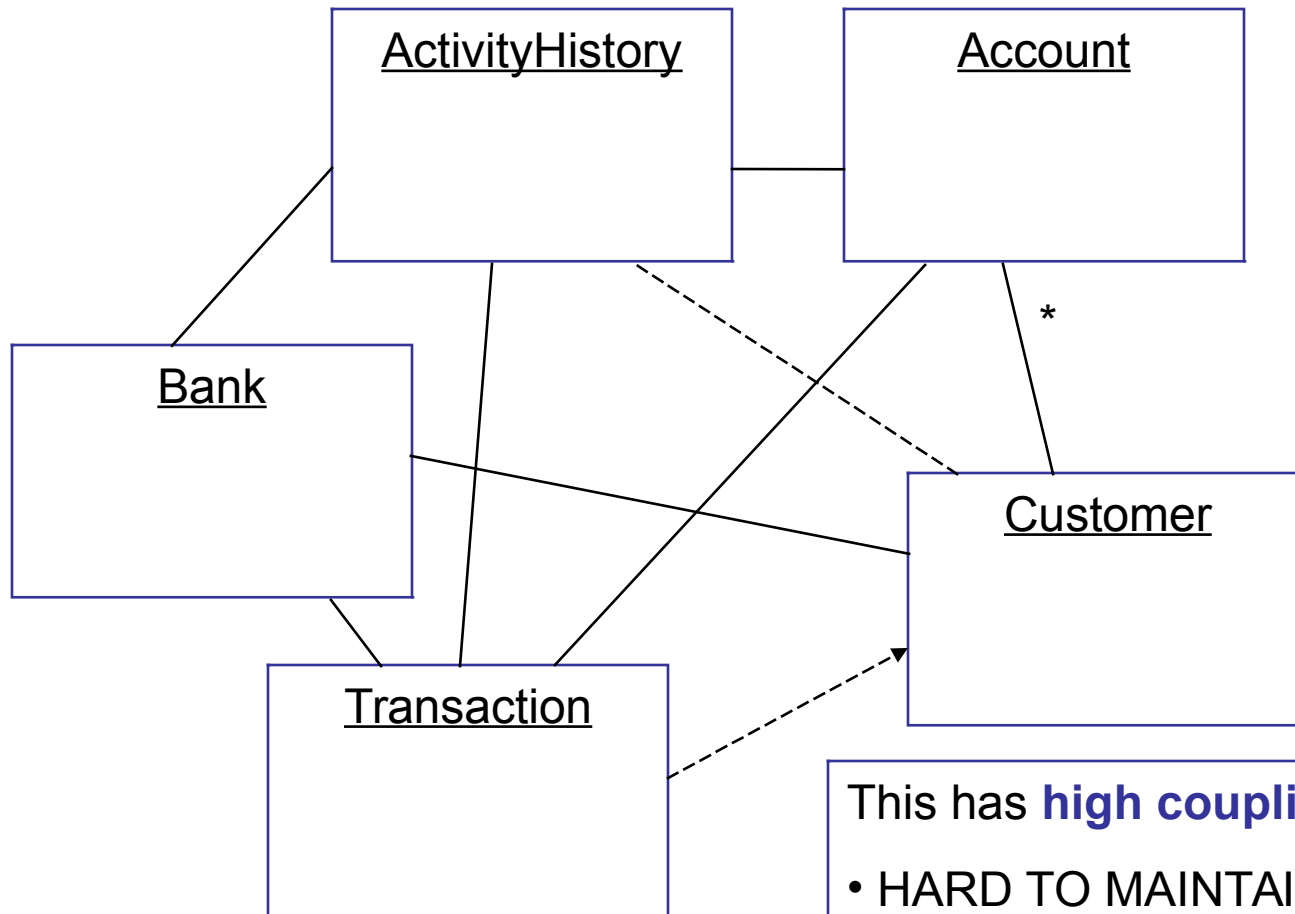 ActivityHistory
Account
*
Bank
Customer
Transaction
This has high coupli
• HARD TO MAINTAI